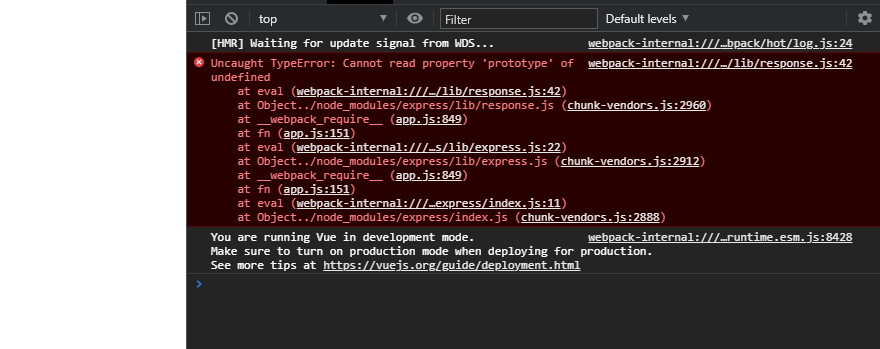 top
Filter
Default levels
[HMR] Waiting for update signal from WDS... webpack-internal:///…bpack/hot/log.js:24
Uncaught TypeError: Cannot read property 'prototype' of webpack-internal:///…/lib/response.js:42
undefined
at eval (webpack-internal:///…/lib/response.js:42)
at Object../node_modules/express/lib/response.js (chunk-vendors.js:2960)
at __webpack_require__ (app.js:849)
at fn (app.js:151)
at eval (webpack-internal:///…s/lib/express.js:22)
at Object../node_modules/express/lib/express.js (chunk-vendors.js:2912)
at __webpack_require__ (app.js:849)
at fn (app.js:151)
at eval (webpack-internal:///…express/index.js:11)
at Object../node_modules/express/index.js (chunk-vendors.js:2888)
You are running Vue in development mode. webpack-internal:///…runtime.esm.js:8428
Make sure to turn on production mode when deploying for production.
See more tips at https://vuejs.org/guide/deployment.html